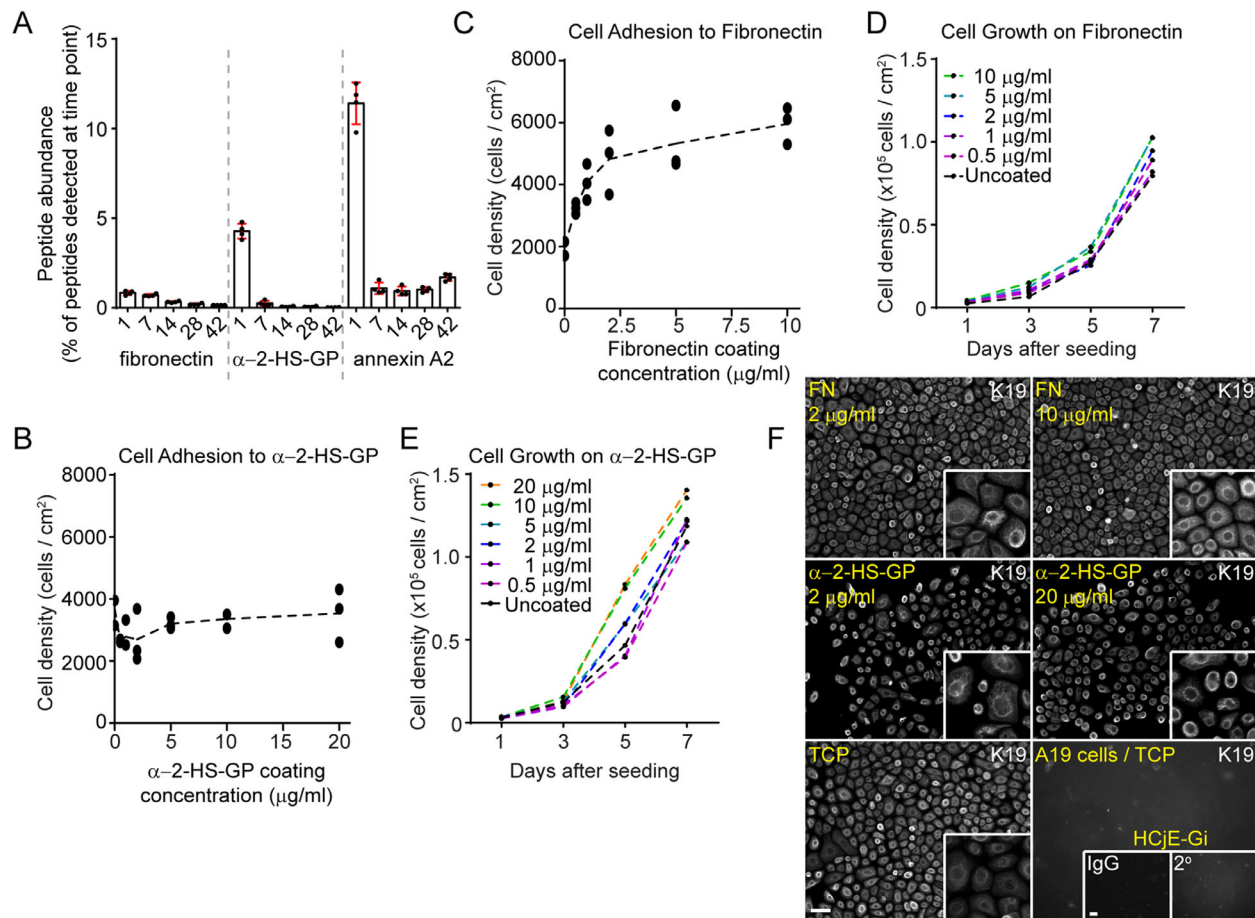 A
Peptide abundance
(% of peptides detected at time point)
15
10
5
0
1 7 14 28 42 1 7 14 28 42 1 7 14 28 42
fibronectin α−2-HS-GP annexin A2
B
Cell Adhesion to α−2-HS-GP
Cell density (cells / cm²)
8000
6000
4000
2000
0
0 5 10 15 20
α−2-HS-GP coating
concentration (μg/ml)
C
Cell Adhesion to Fibronectin
Cell density (cells / cm²)
8000
6000
4000
2000
0
0 2.5 5.0 7.5 10
Fibronectin coating
concentration (μg/ml)
D
Cell Growth on Fibronectin
Cell density (x10⁵ cells / cm²)
1.5
1.0
0.5
0
10 μg/ml
5 μg/ml
2 μg/ml
1 μg/ml
0.5 μg/ml
Uncoated
1 3 5 7
Days after seeding
E
Cell Growth on α−2-HS-GP
Cell density (x10⁵ cells / cm²)
1.5
1.0
0.5
0
20 μg/ml
10 μg/ml
5 μg/ml
2 μg/ml
1 μg/ml
0.5 μg/ml
Uncoated
1 3 5 7
Days after seeding
F
FN K19
2 μg/ml
FN K19
10 μg/ml
α−2-HS-GP K19
2 μg/ml
α−2-HS-GP K19
20 μg/ml
TCP K19
A19 cells / TCP K19
HCjE-Gi
IgG 2°